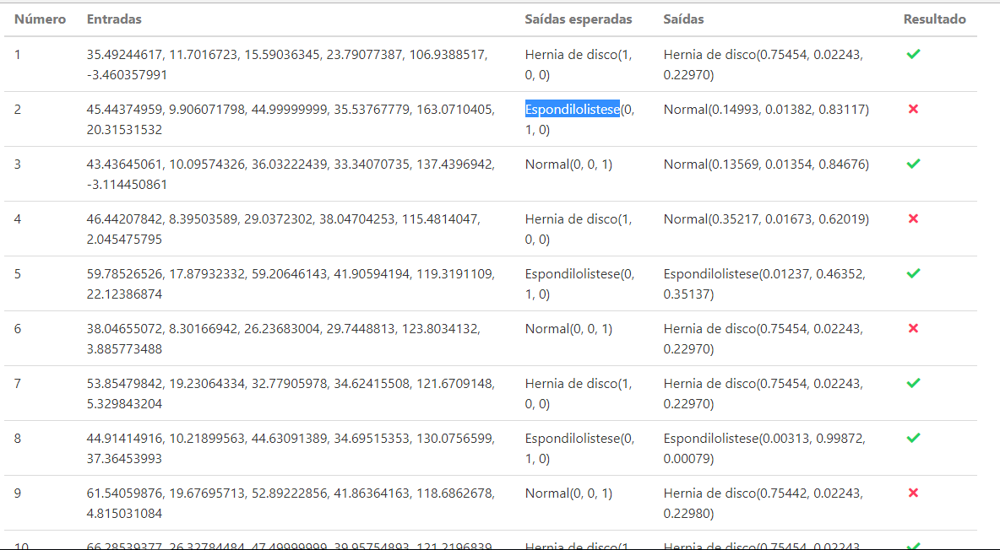 Número Entradas Saídas esperadas Saídas Resultado
1 35.49244617, 11.7016723, 15.59036345, 23.79077387, 106.9388517, Hernia de disco(1, Hernia de disco(0.75454, 0.02243,
-3.460357991 0, 0) 0.22970)
2 45.44374959, 9.906071798, 44.99999999, 35.53767779, 163.0710405, Espondilolistese(0, Normal(0.14993, 0.01382, 0.83117)
20.31531532 1, 0)
3 43.43645061, 10.09574326, 36.03222439, 33.34070735, 137.4396942, Normal(0, 0, 1) Normal(0.13569, 0.01354, 0.84676)
-3.114450861
4 46.44207842, 8.39503589, 29.0372302, 38.04704253, 115.4814047, Hernia de disco(1, Normal(0.35217, 0.01673, 0.62019)
2.045475795 0, 0)
5 59.78526526, 17.87932332, 59.20646143, 41.90594194, 119.3191109, Espondilolistese(0, Espondilolistese(0.01237, 0.46352,
22.12386874 1, 0) 0.35137)
6 38.04655072, 8.30166942, 26.23683004, 29.7448813, 123.8034132, Normal(0, 0, 1) Hernia de disco(0.75454, 0.02243,
3.885773488 0.22970)
7 53.85479842, 19.23064334, 32.77905978, 34.62415508, 121.6709148, Hernia de disco(1, Hernia de disco(0.75454, 0.02243,
5.329843204 0, 0) 0.22970)
8 44.91414916, 10.21899563, 44.63091389, 34.69515353, 130.0756599, Espondilolistese(0, Espondilolistese(0.00313, 0.99872,
37.36453993 1, 0) 0.00079)
9 61.54059876, 19.67695713, 52.89222856, 41.86364163, 118.6862678, Normal(0, 0, 1) Hernia de disco(0.75442, 0.02243,
4.815031084 0.22980)
10 66.28539377, 26.32784484, 47.49999999, 39.95754893, 121.2196839, Hernia de disco(1, Hernia de disco(0.75454, 0.02243,